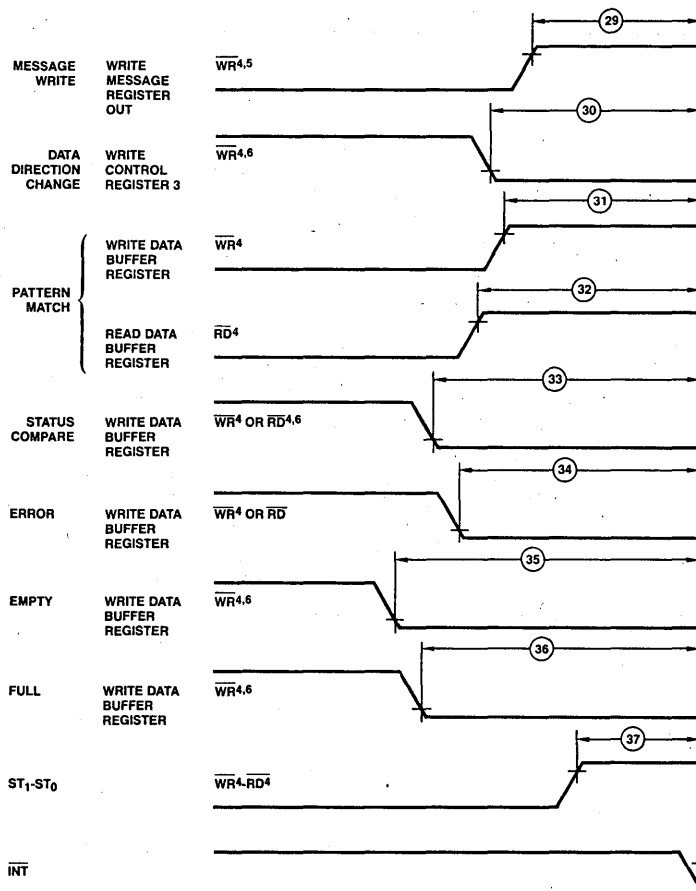 29
MESSAGE WRITE WR4,5
WRITE MESSAGE
REGISTER
OUT
30
DATA WRITE WR4,6
DIRECTION CONTROL
CHANGE REGISTER 3
31
WRITE DATA WR4
BUFFER
REGISTER
PATTERN
MATCH
32
READ DATA RD4
BUFFER
REGISTER
33
STATUS WRITE DATA WR4 OR RD4,6
COMPARE BUFFER
REGISTER
34
ERROR WRITE DATA WR4 OR RD
BUFFER
REGISTER
35
EMPTY WRITE DATA WR4,6
BUFFER
REGISTER
36
FULL WRITE DATA WR4,6
BUFFER
REGISTER
37
ST1-ST0 WR4-RD4
INT